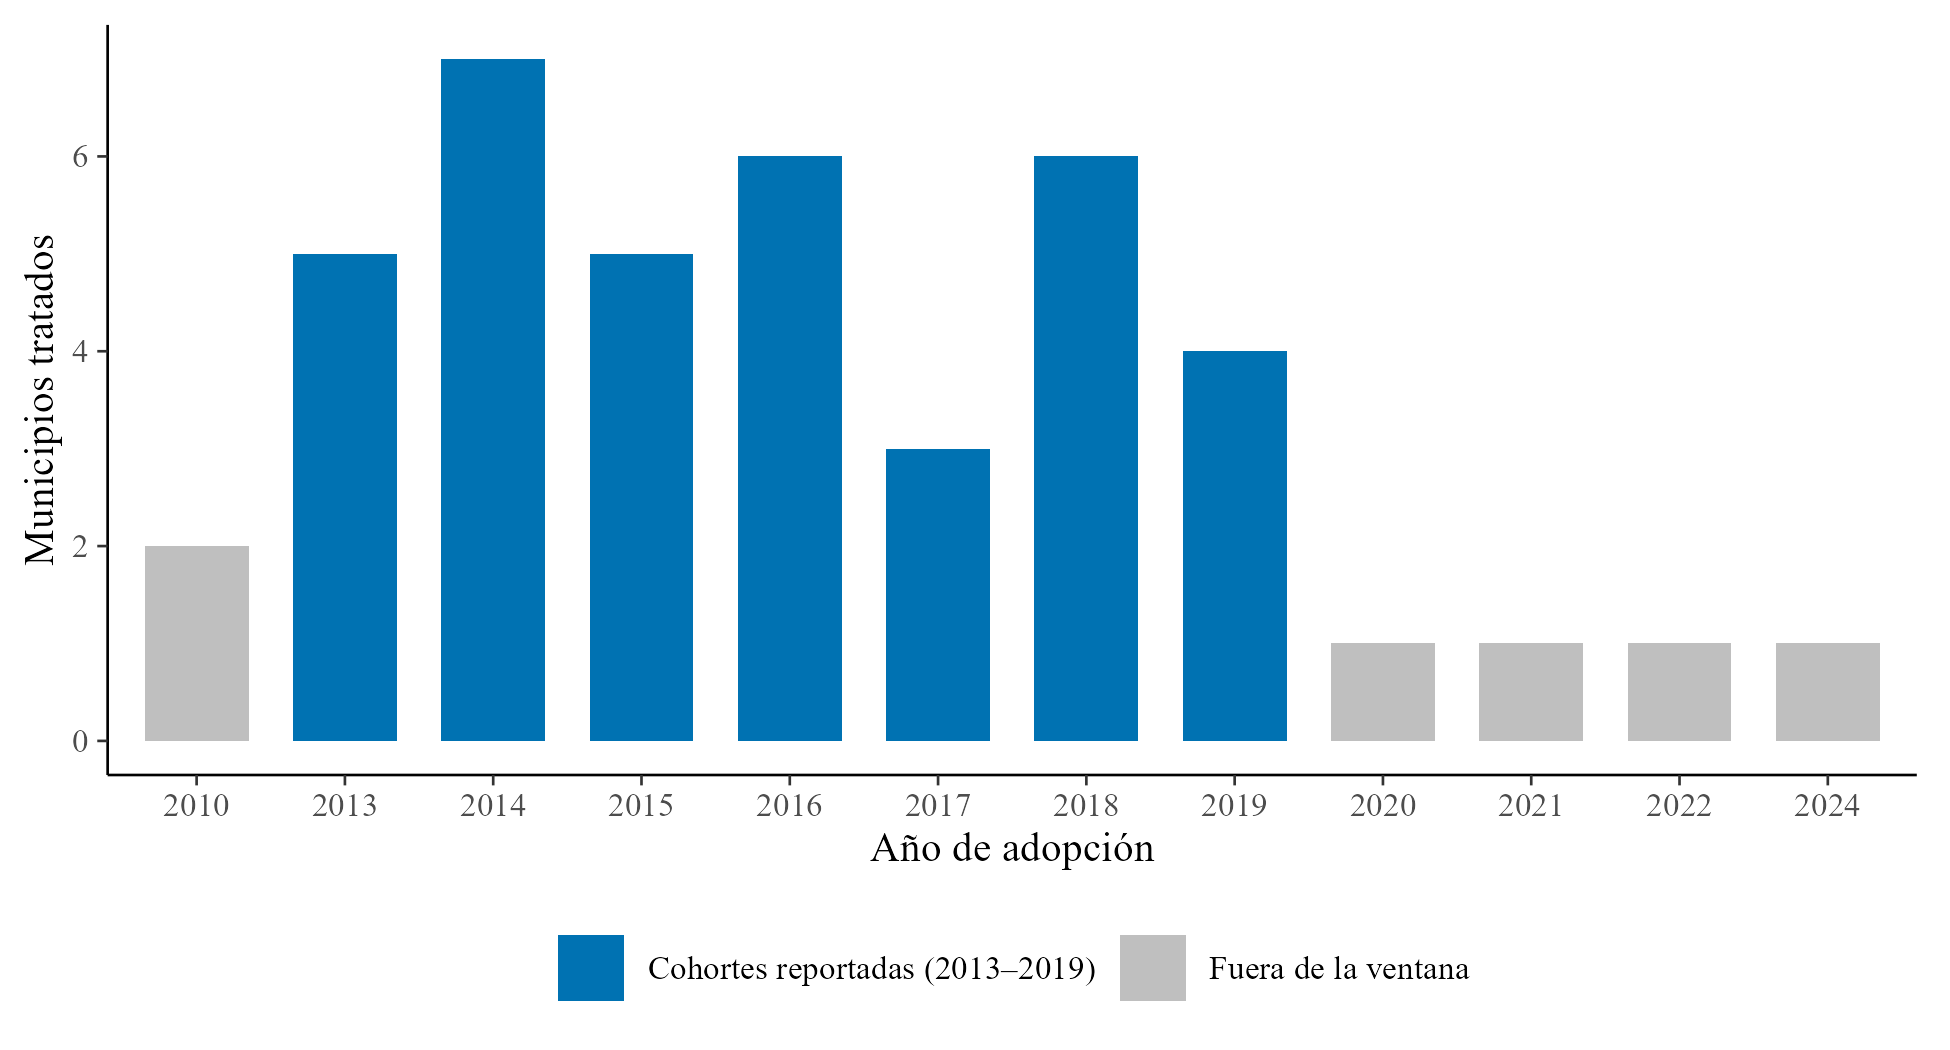 Municipios tratados
6
4
2
0
2010 2013 2014 2015 2016 2017 2018 2019 2020 2021 2022 2024
Año de adopción
Cohortes reportadas (2013–2019) Fuera de la ventana